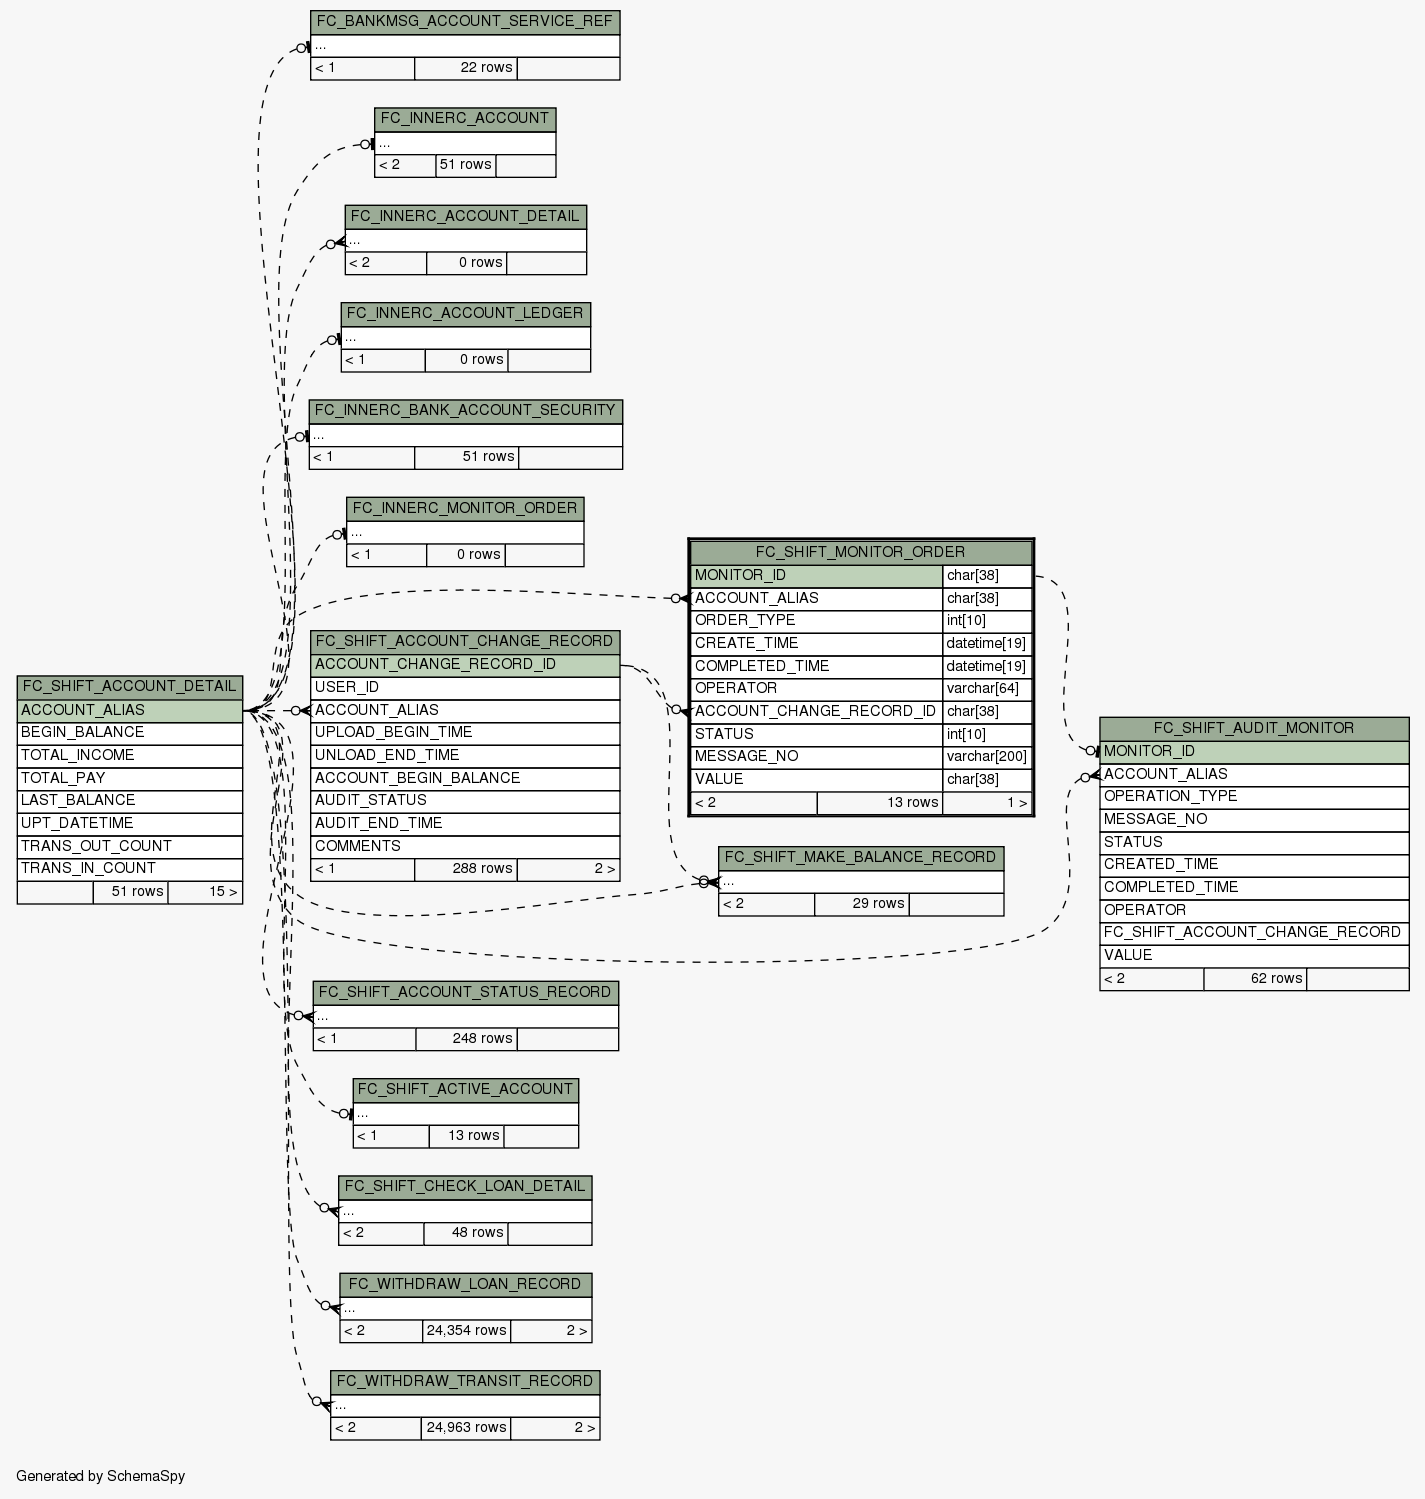 FC_BANKMSG_ACCOUNT_SERVICE_REF
...
< 1 22 rows
FC_INNERC_ACCOUNT
...
< 2 51 rows
FC_INNERC_ACCOUNT_DETAIL
...
< 2 0 rows
FC_INNERC_ACCOUNT_LEDGER
...
< 1 0 rows
FC_INNERC_BANK_ACCOUNT_SECURITY
...
< 1 51 rows
FC_INNERC_MONITOR_ORDER
...
< 1 0 rows
FC_SHIFT_MONITOR_ORDER
MONITOR_ID char[38]
ACCOUNT_ALIAS char[38]
ORDER_TYPE int[10]
CREATE_TIME datetime[19]
COMPLETED_TIME datetime[19]
OPERATOR varchar[64]
ACCOUNT_CHANGE_RECORD_ID char[38]
STATUS int[10]
MESSAGE_NO varchar[200]
VALUE char[38]
< 2 13 rows 1 >
FC_SHIFT_ACCOUNT_CHANGE_RECORD
ACCOUNT_CHANGE_RECORD_ID
USER_ID
ACCOUNT_ALIAS
UPLOAD_BEGIN_TIME
UNLOAD_END_TIME
ACCOUNT_BEGIN_BALANCE
AUDIT_STATUS
AUDIT_END_TIME
COMMENTS
< 1 288 rows 2 >
FC_SHIFT_ACCOUNT_DETAIL
ACCOUNT_ALIAS
BEGIN_BALANCE
TOTAL_INCOME
TOTAL_PAY
LAST_BALANCE
UPT_DATETIME
TRANS_OUT_COUNT
TRANS_IN_COUNT
51 rows 15 >
FC_SHIFT_AUDIT_MONITOR
MONITOR_ID
ACCOUNT_ALIAS
OPERATION_TYPE
MESSAGE_NO
STATUS
CREATED_TIME
COMPLETED_TIME
OPERATOR
FC_SHIFT_ACCOUNT_CHANGE_RECORD
VALUE
< 2 62 rows
FC_SHIFT_MAKE_BALANCE_RECORD
...
< 2 29 rows
FC_SHIFT_ACCOUNT_STATUS_RECORD
...
< 1 248 rows
FC_SHIFT_ACTIVE_ACCOUNT
...
< 1 13 rows
FC_SHIFT_CHECK_LOAN_DETAIL
...
< 2 48 rows
FC_WITHDRAW_LOAN_RECORD
...
< 2 24,354 rows 2 >
FC_WITHDRAW_TRANSIT_RECORD
...
< 2 24,963 rows 2 >
Generated by SchemaSpy